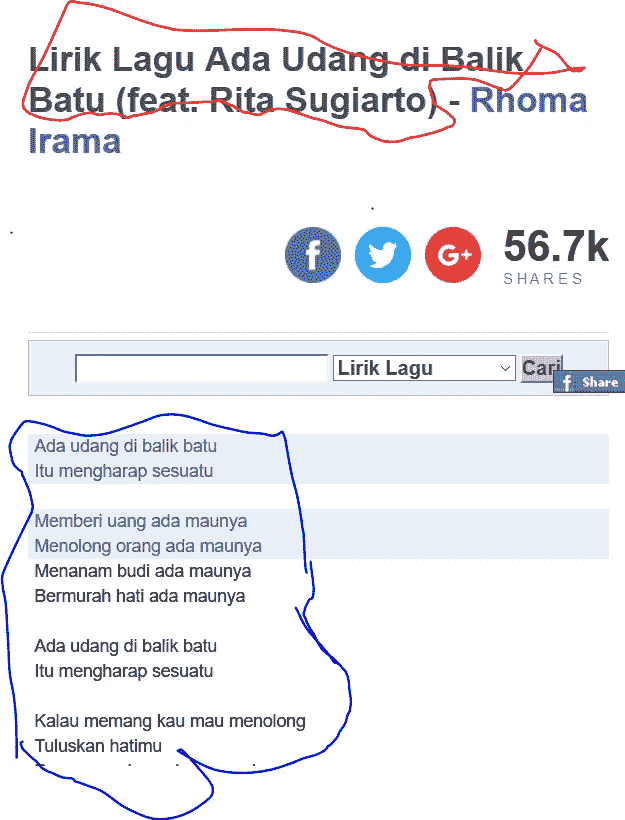 Lirik Lagu Ada Udang di Balik
Batu (feat. Rita Sugiarto) - Rhoma
Irama
56.7k
SHARES
Lirik Lagu
Cari
Share
Ada udang di balik batu
Itu mengharap sesuatu
Memberi uang ada maunya
Menolong orang ada maunya
Menanam budi ada maunya
Bermurah hati ada maunya
Ada udang di balik batu
Itu mengharap sesuatu
Kalau memang kau mau menolong
Tuluskan hatimu